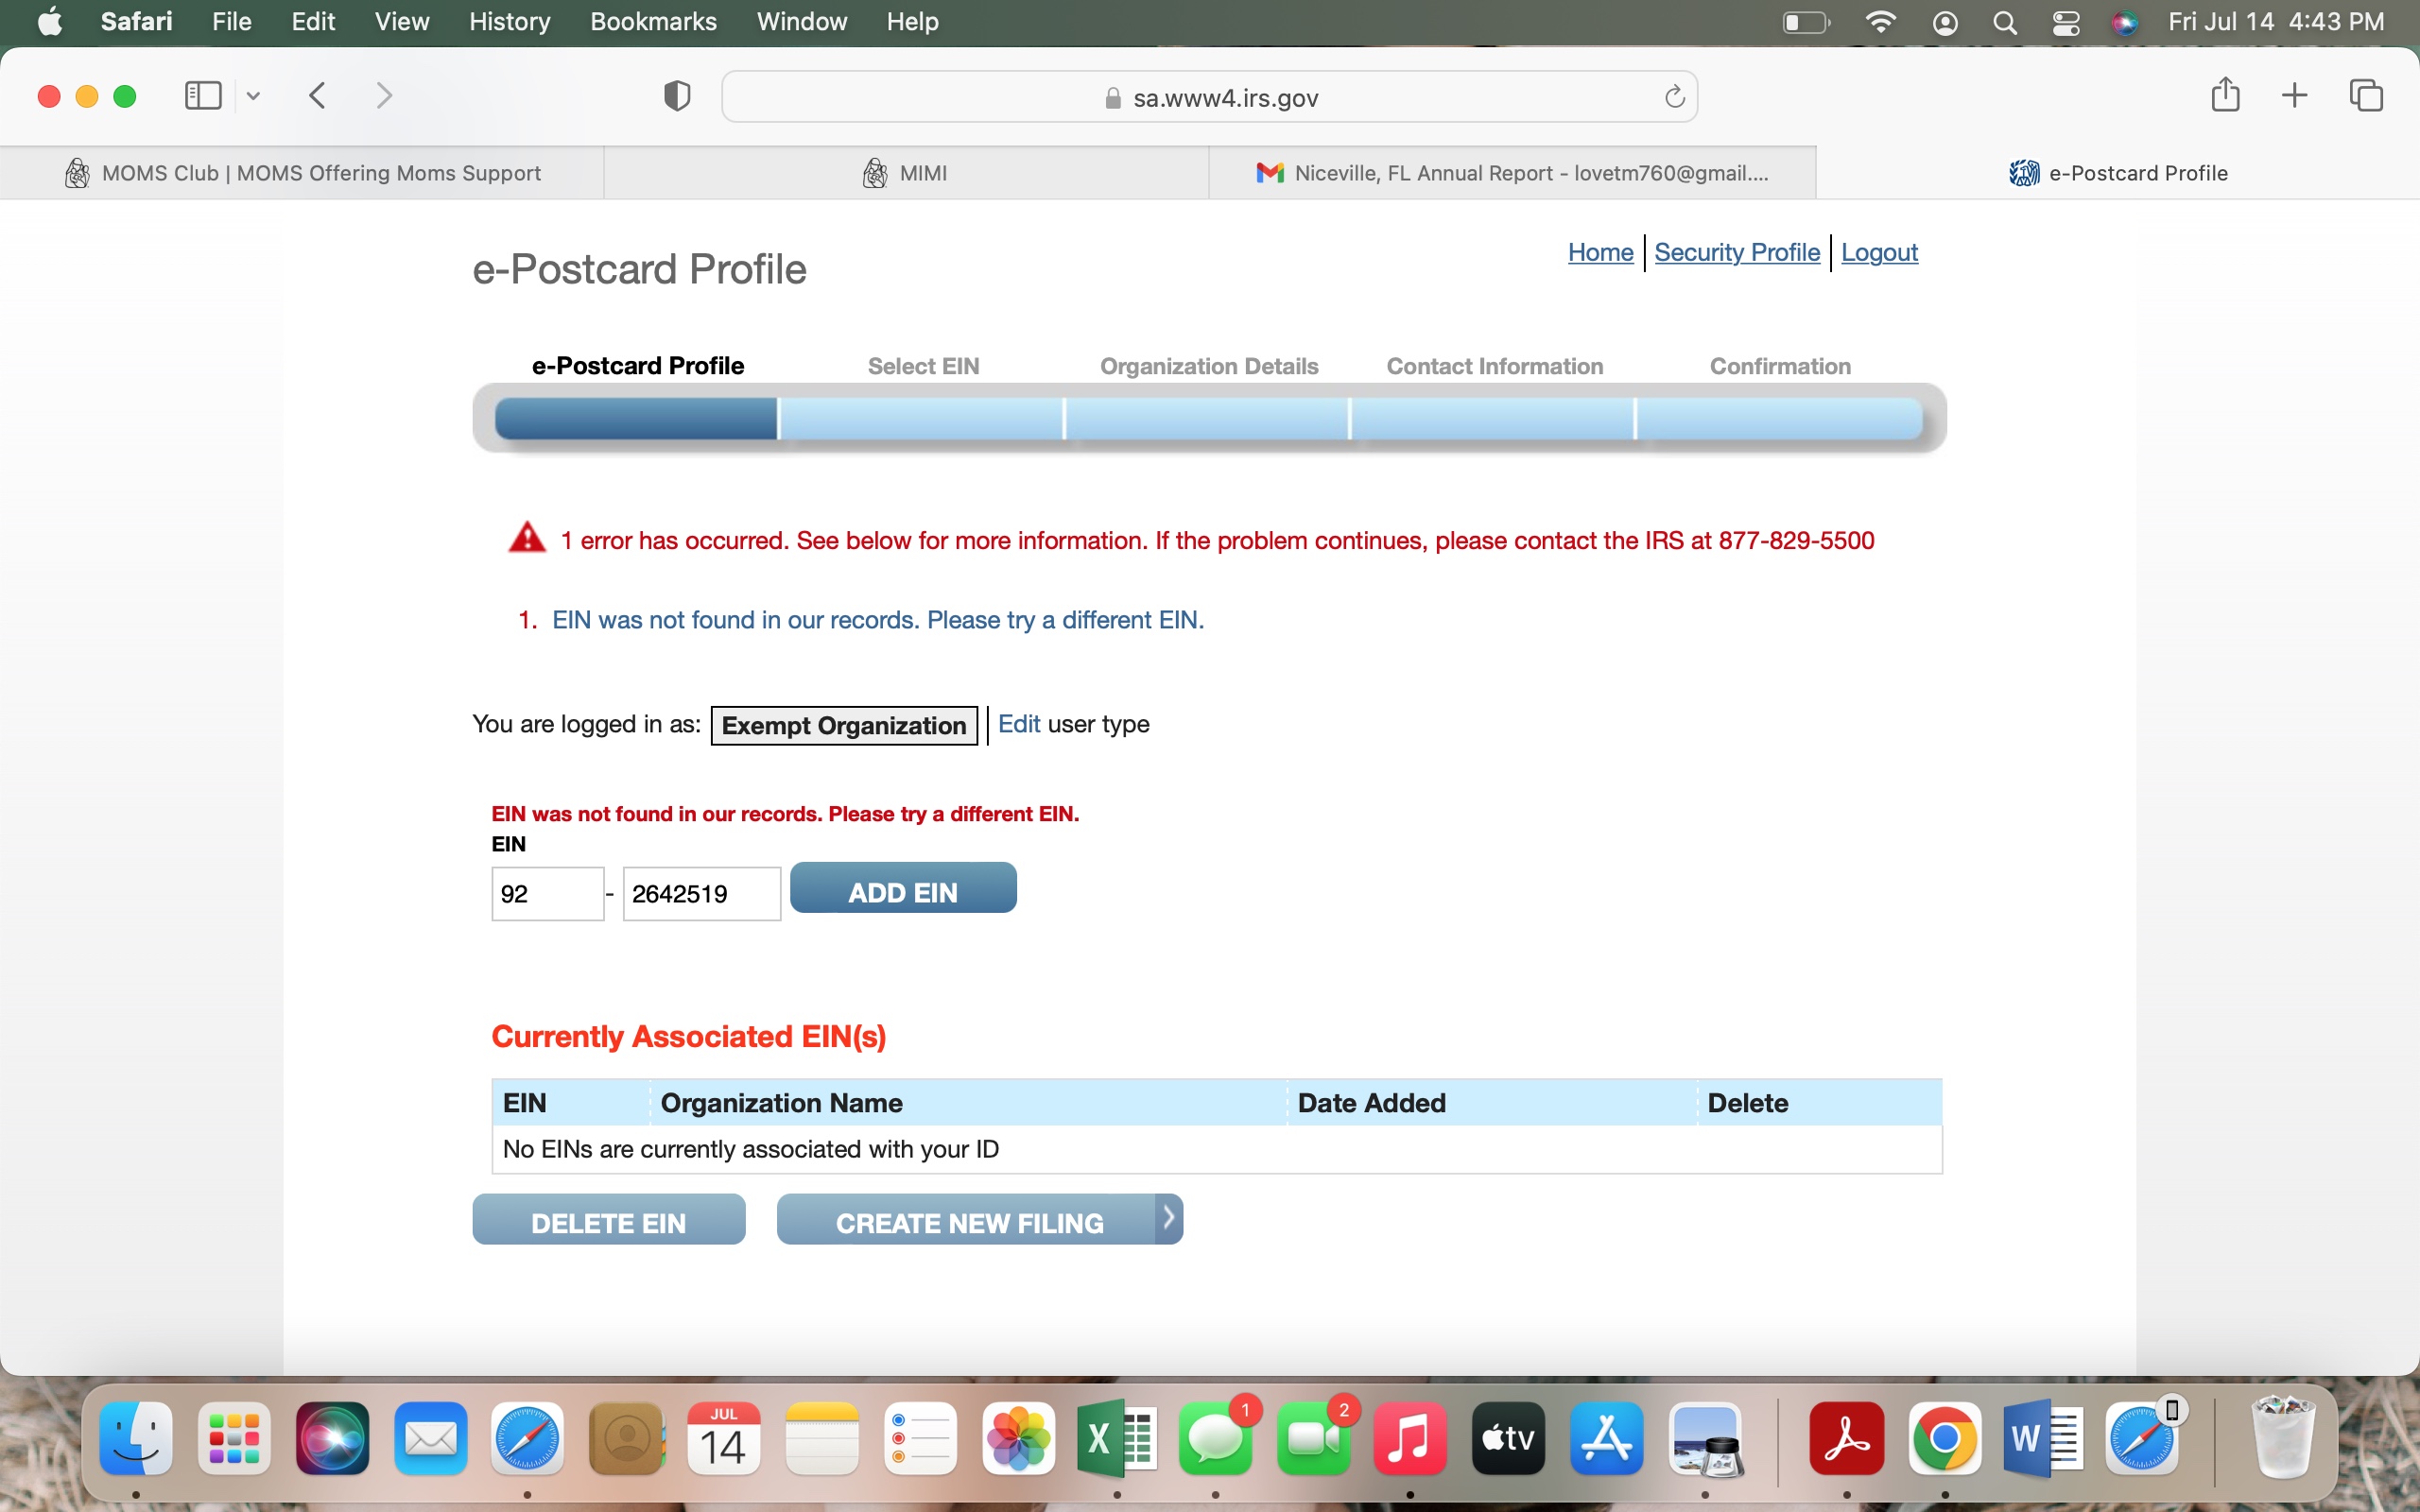 Safari File Edit View History Bookmarks Window Help Fri Jul 14 4:43 PM
sa.www4.irs.gov
MOMS Club | MOMS Offering Moms Support MIMI Niceville, FL Annual Report - lovetm760@gmail.... e-Postcard Profile
e-Postcard Profile
Home Security Profile Logout
e-Postcard Profile Select EIN Organization Details Contact Information Confirmation
1 error has occurred. See below for more information. If the problem continues, please contact the IRS at 877-829-5500
1. EIN was not found in our records. Please try a different EIN.
You are logged in as: Exempt Organization Edit user type
EIN was not found in our records. Please try a different EIN.
EIN
92 - 2642519 ADD EIN
Currently Associated EIN(s)
EIN Organization Name Date Added Delete
No EINs are currently associated with your ID
DELETE EIN CREATE NEW FILING
JUL 1 2
14 X tv W